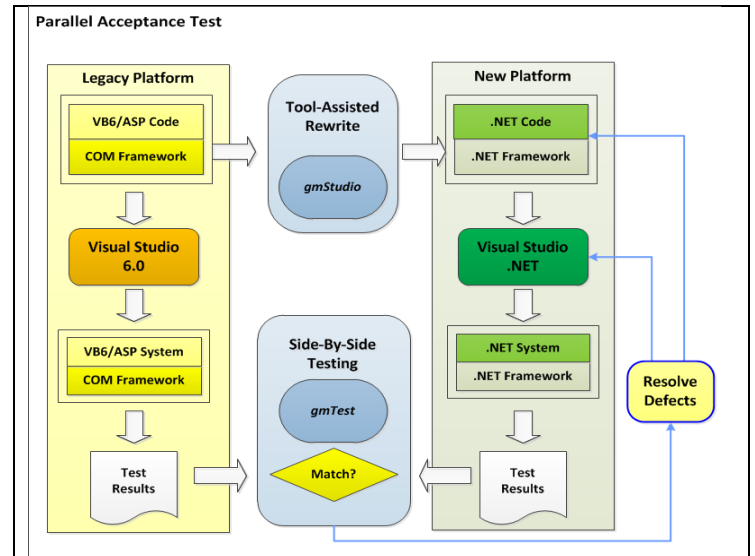 Parallel Acceptance Test
Legacy Platform
VB6/ASP Code
COM Framework
Visual Studio
6.0
VB6/ASP System
COM Framework
Test
Results
Tool-Assisted
Rewrite
gmStudio
Side-By-Side
Testing
gmTest
Match?
New Platform
.NET Code
.NET Framework
Visual Studio
.NET
.NET System
.NET Framework
Test
Results
Resolve
Defects